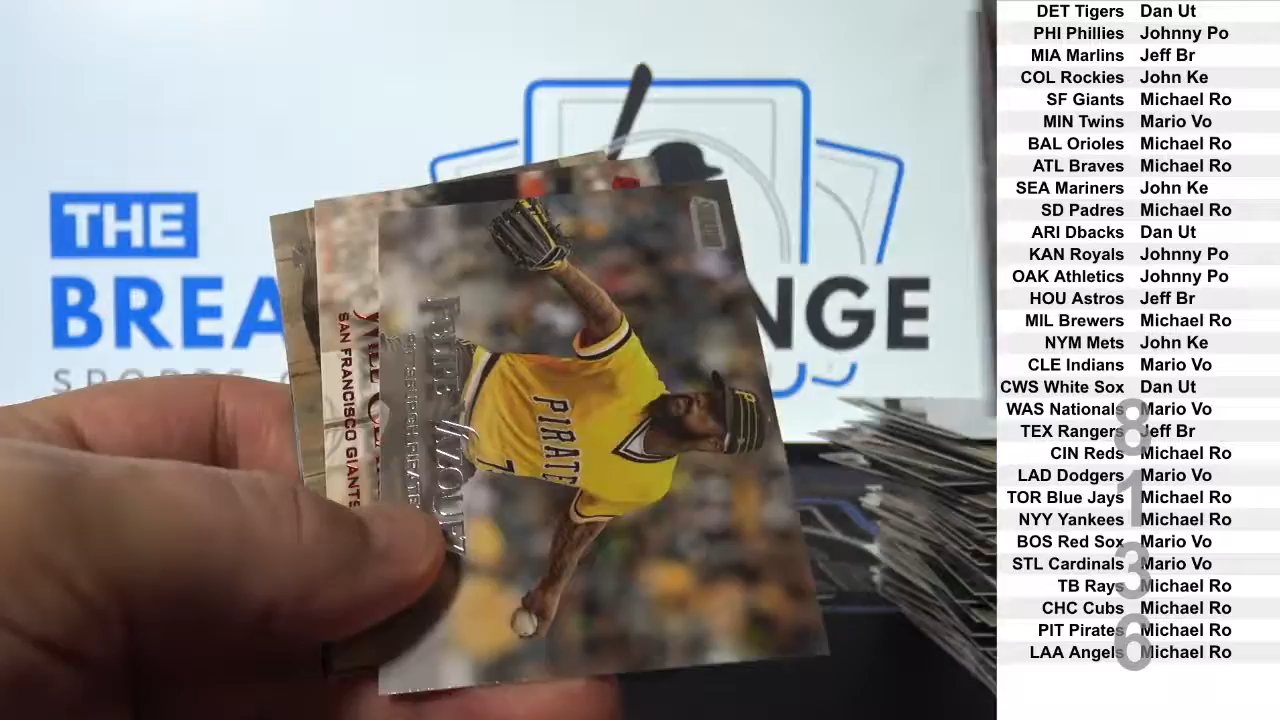 THE
BREA
NGE
SPORTS
FELIPE VAZQUEZ
PITTSBURGH PIRATES
SAN FRANCISCO GIANTS
PIRATE
7
DET Tigers Dan Ut
PHI Phillies Johnny Po
MIA Marlins Jeff Br
COL Rockies John Ke
SF Giants Michael Ro
MIN Twins Mario Vo
BAL Orioles Michael Ro
ATL Braves Michael Ro
SEA Mariners John Ke
SD Padres Michael Ro
ARI Dbacks Dan Ut
KAN Royals Johnny Po
OAK Athletics Johnny Po
HOU Astros Jeff Br
MIL Brewers Michael Ro
NYM Mets John Ke
CLE Indians Mario Vo
CWS White Sox Dan Ut
WAS Nationals Mario Vo
TEX Rangers Jeff Br
CIN Reds Michael Ro
LAD Dodgers Mario Vo
TOR Blue Jays Michael Ro
NYY Yankees Michael Ro
BOS Red Sox Mario Vo
STL Cardinals Mario Vo
TB Rays Michael Ro
CHC Cubs Michael Ro
PIT Pirates Michael Ro
LAA Angels Michael Ro
8
1
3
6